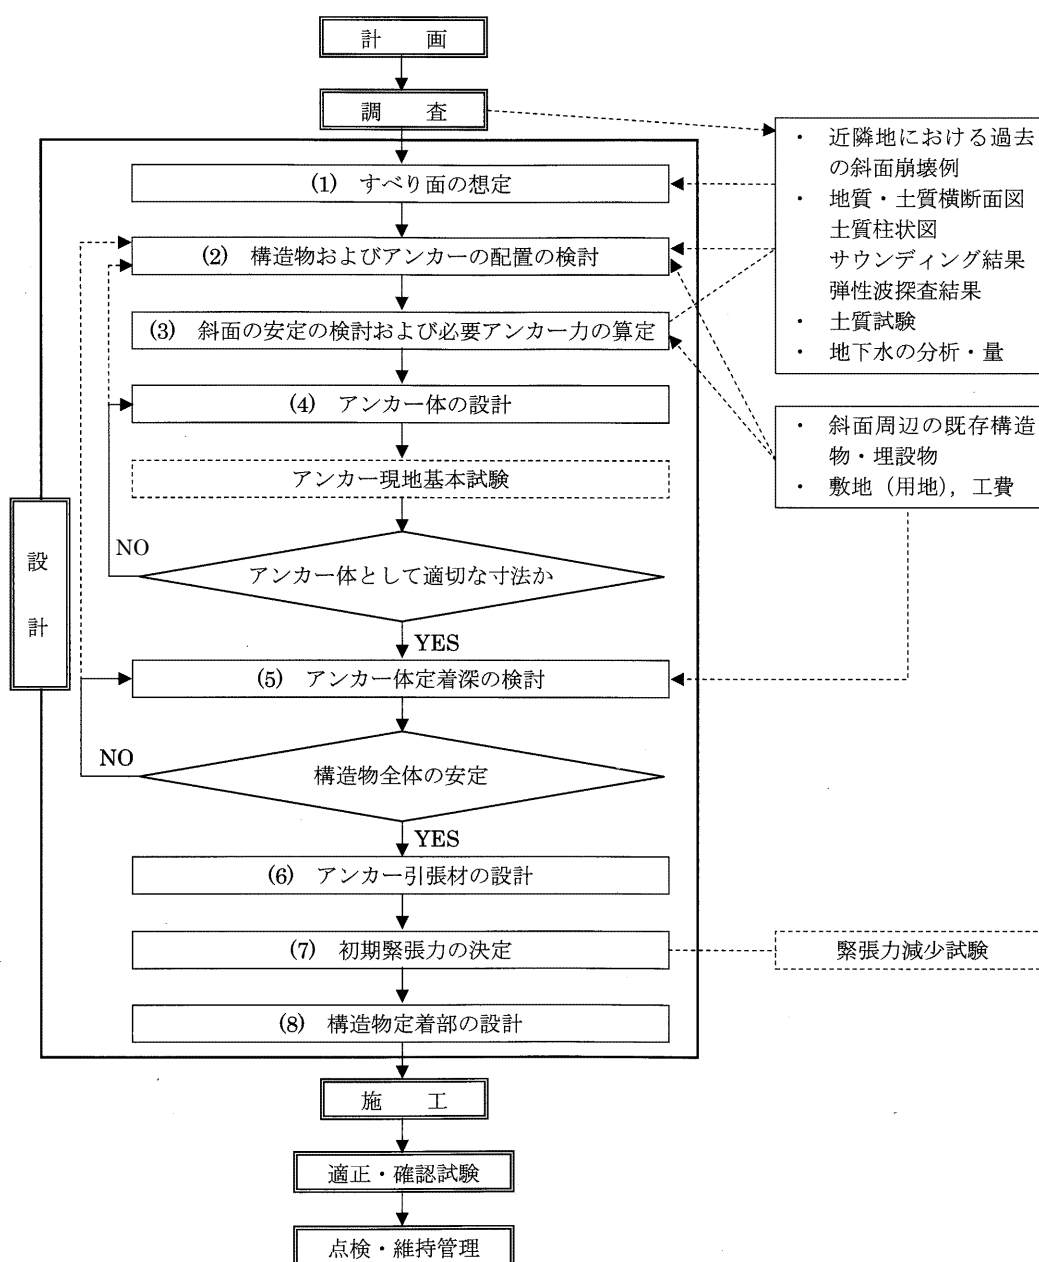 計 画
調 査
(1) すべり面の想定
(2) 構造物およびアンカーの配置の検討
(3) 斜面の安定の検討および必要アンカー力の算定
(4) アンカー体の設計
アンカー現地基本試験
NO
アンカー体として適切な寸法か
YES
(5) アンカー体定着深の検討
NO
構造物全体の安定
YES
(6) アンカー引張材の設計
(7) 初期緊張力の決定
(8) 構造物定着部の設計
設
計
施 工
適正・確認試験
点検・維持管理
・ 近隣地における過去
の斜面崩壊例
・ 地質・土質横断面図
土質柱状図
サウンディング結果
弾性波探査結果
・ 土質試験
・ 地下水の分析・量
・ 斜面周辺の既存構造
物・埋設物
・ 敷地（用地），工費
緊張力減少試験